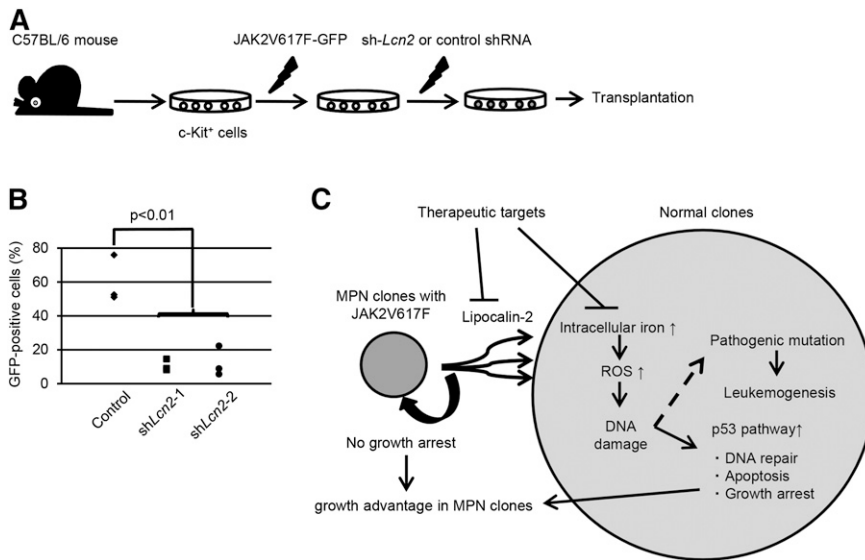 A
C57BL/6 mouse
JAK2V617F-GFP
sh-Lcn2 or control shRNA
Transplantation
c-Kit⁺ cells
B
p<0.01
GFP-positive cells (%)
80
60
40
20
0
Control
shLcn2-1
shLcn2-2
C
Therapeutic targets
Normal clones
MPN clones with
JAK2V617F
Lipocalin-2
Intracellular iron ↑
ROS ↑
DNA
damage
Pathogenic mutation
Leukemogenesis
p53 pathway↑
・DNA repair
・Apoptosis
・Growth arrest
No growth arrest
growth advantage in MPN clones